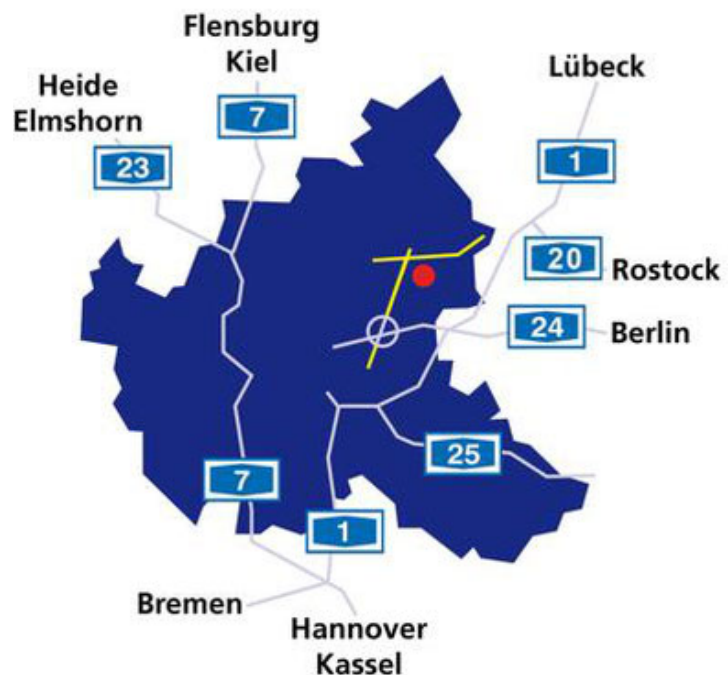 Flensburg
Kiel
Lübeck
Heide
Elmshorn
7
23
1
20
Rostock
24
Berlin
25
7
1
Bremen
Hannover
Kassel